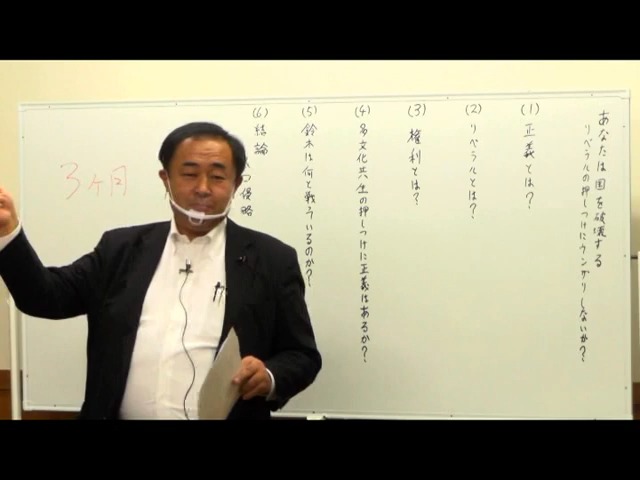 あなたは国を破壊する
リベラルの押しつけにウンザリしないか?
(1) 正義とは?
(2) リベラルとは?
(3) 権利とは?
(4) 多文化共生の押しつけに正義はあるか?
(5) 鈴木は何と戦っているのか?
(6) 結論
侵略
3ヶ月